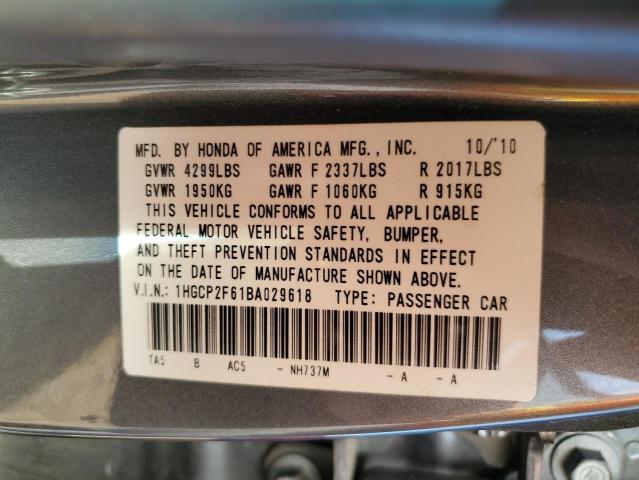 MFD. BY HONDA OF AMERICA MFG., INC. 10/'10
GVWR 4299LBS GAWR F 2337LBS R 2017LBS
GVWR 1950KG GAWR F 1060KG R 915KG
THIS VEHICLE CONFORMS TO ALL APPLICABLE
FEDERAL MOTOR VEHICLE SAFETY, BUMPER,
AND THEFT PREVENTION STANDARDS IN EFFECT
ON THE DATE OF MANUFACTURE SHOWN ABOVE.
V.I.N.: 1HGCP2F61BA029618 TYPE: PASSENGER CAR
TA5 B AC5 - NH737M - A - A